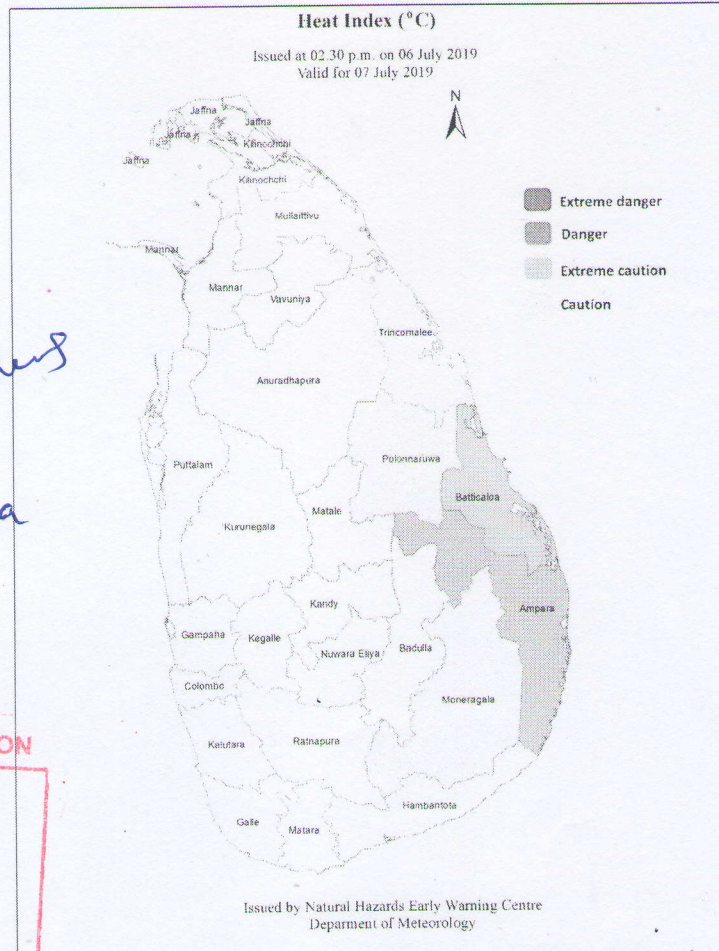 Heat Index (°C)
Issued at 02.30 p.m. on 06 July 2019
Valid for 07 July 2019
N
Jaffna
Jaffna
Jaffna
Kilinochchi
Jaffna
Kilinochchi
Mullaittivu
Extreme danger
Danger
Extreme caution
Caution
Mannar
Mannar
Vavuniya
Trincomalee
Anuradhapura
Puttalam
Polonnaruwa
Batticaloa
Kurunegala
Matale
Kandy
Ampara
Gampaha
Kegalle
Nuwara Eliya
Badulla
Colombo
Moneragala
Kalutara
Ratnapura
ON
Hambantota
Galle
Matara
Issued by Natural Hazards Early Warning Centre
Deparment of Meteorology